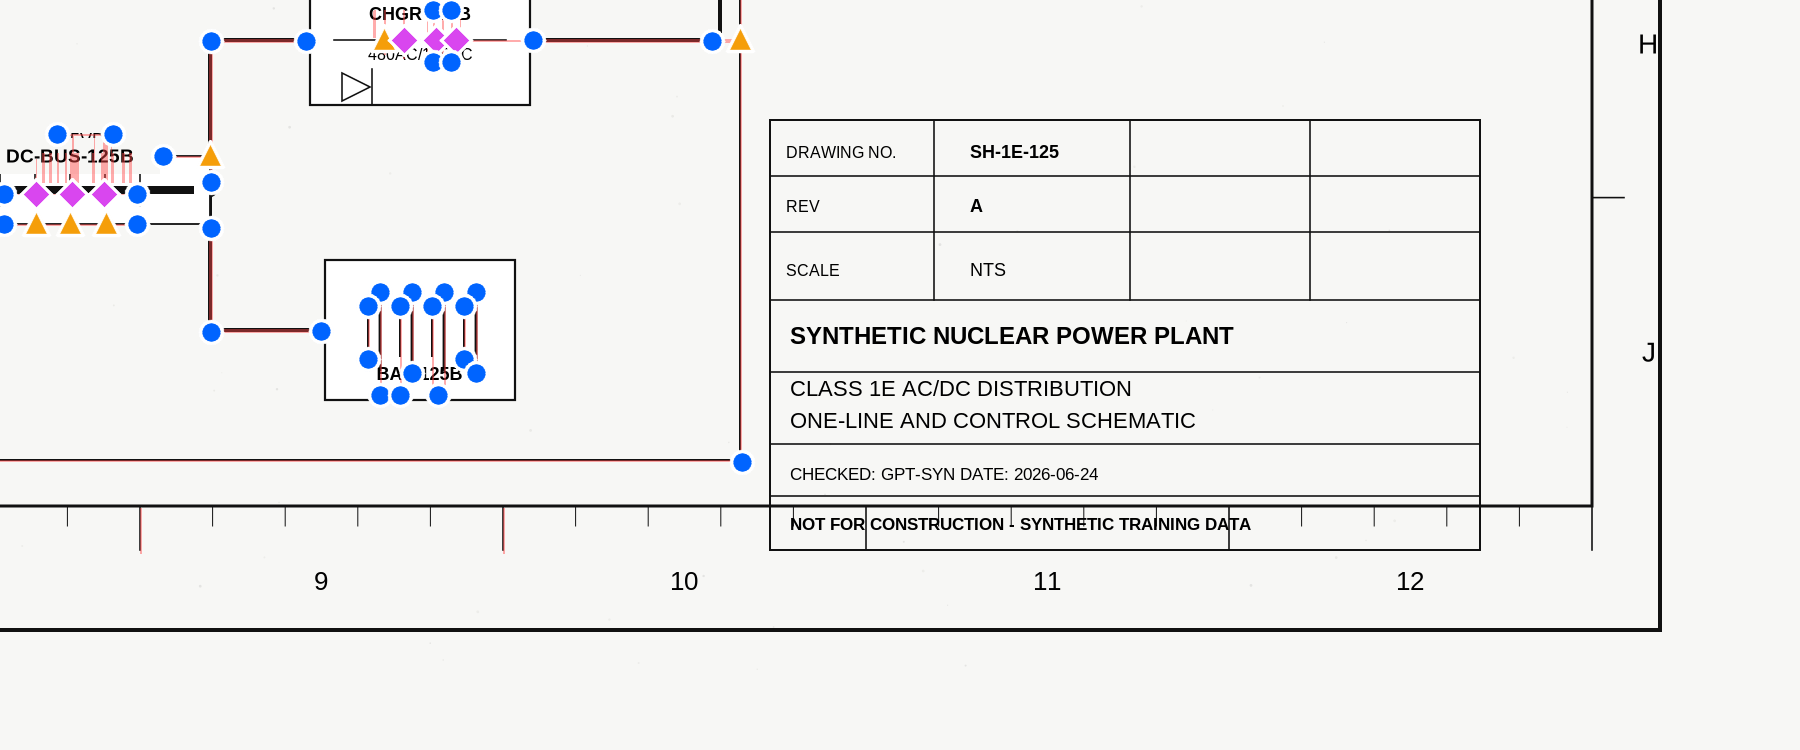 CHGR
H
DC-BUS-125B
DRAWING NO. SH-1E-125
REV A
SCALE NTS
SYNTHETIC NUCLEAR POWER PLANT
J
BA 125B
CLASS 1E AC/DC DISTRIBUTION
ONE-LINE AND CONTROL SCHEMATIC
CHECKED: GPT-SYN DATE: 2026-06-24
NOT FOR CONSTRUCTION - SYNTHETIC TRAINING DATA
9 10 11 12